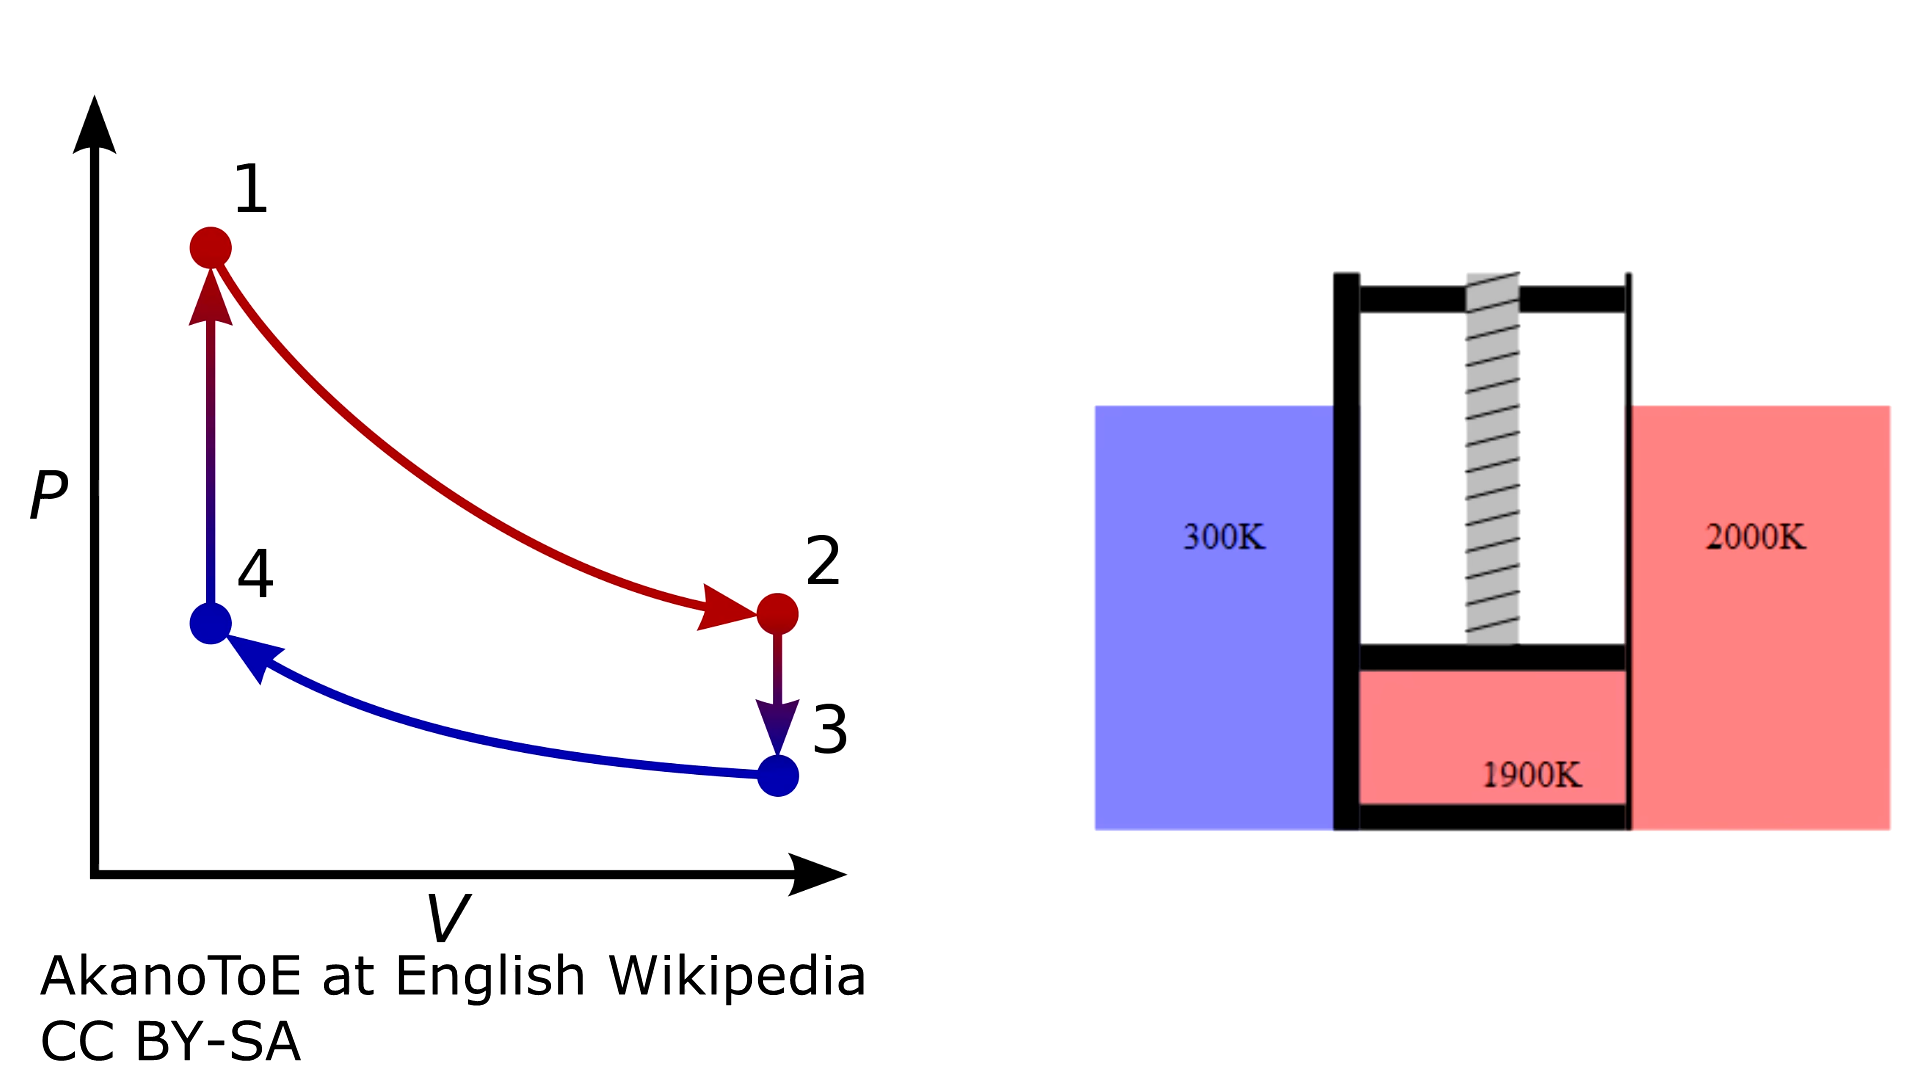 1
2
3
4
P
V
300K
2000K
1900K
AkanoToE at English Wikipedia
CC BY-SA